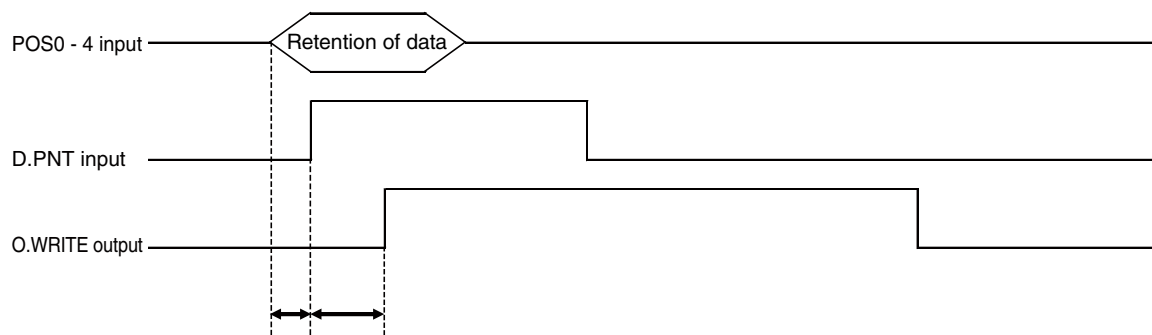 POS0 - 4 input
Retention of data
D.PNT input
O.WRITE output